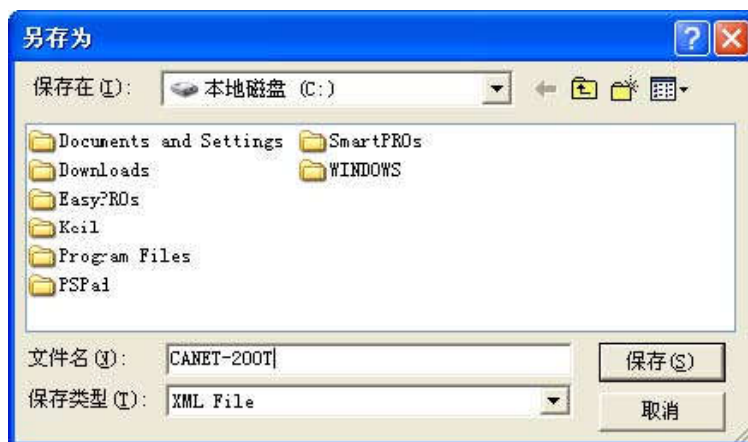 另存为
保存在(I):
本地磁盘 (C:)
Documents and Settings
SmartPROs
Downloads
WINDOWS
EasyPROs
Keil
Program Files
PSPad
文件名(N):
CANET-200T
保存(S)
保存类型(T):
XML File
取消